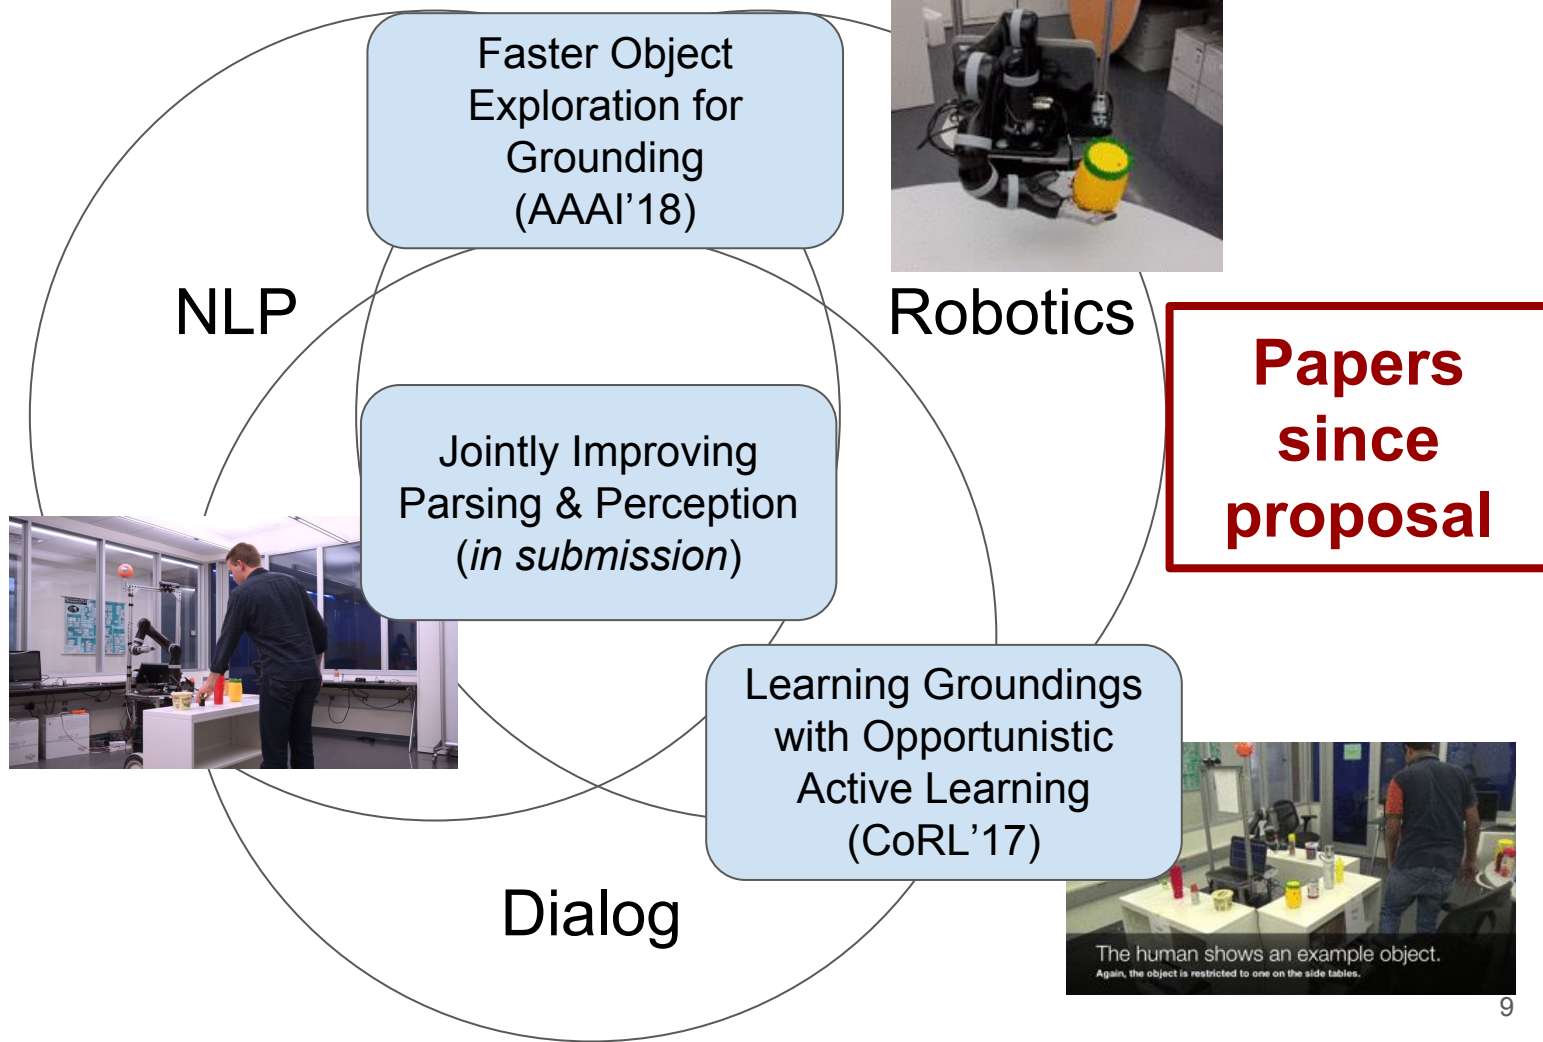 Faster Object
Exploration for
Grounding
(AAAI’18)
NLP
Robotics
Papers
since
proposal
Jointly Improving
Parsing & Perception
(in submission)
Learning Groundings
with Opportunistic
Active Learning
(CoRL’17)
Dialog
The human shows an example object.
Again, the object is restricted to one on the side tables.
9